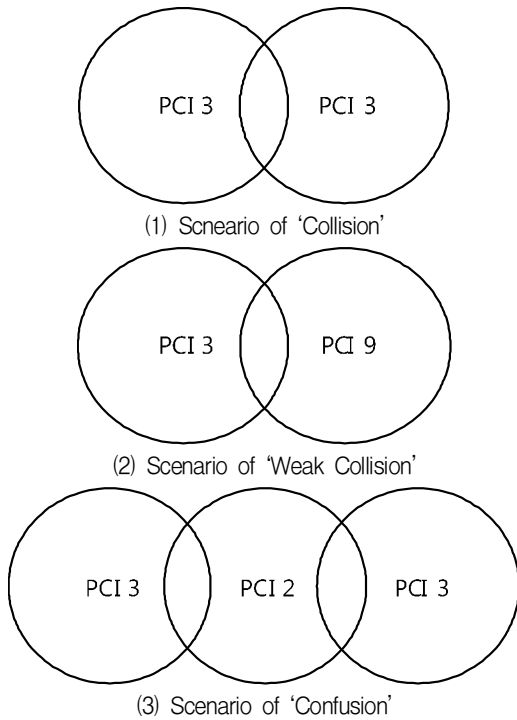 PCI 3 PCI 3
(1) Scneario of ‘Collision’
PCI 3 PCI 9
(2) Scenario of ‘Weak Collision’
PCI 3 PCI 2 PCI 3
(3) Scenario of ‘Confusion’